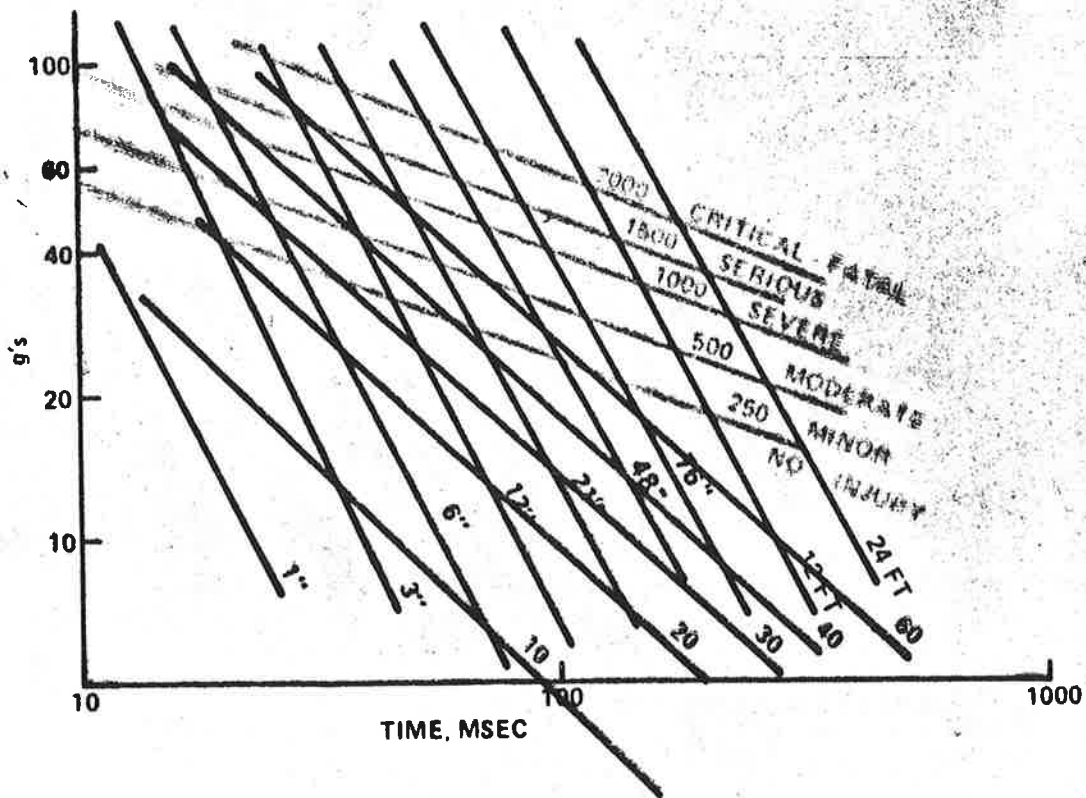 100
60
40
g's
20
10
10
100
1000
TIME, MSEC
2000 CRITICAL - FATAL
1500 SERIOUS
1000 SEVERE
500 MODERATE
250 MINOR
NO INJURY
1"
3"
6"
12"
48"
76"
12 FT
24 FT
10
20
30
40
60